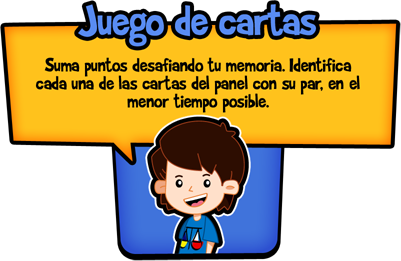 Juego de cartas
Suma puntos desafiando tu memoria. Identifica
cada una de las cartas del panel con su par, en el
menor tiempo posible.